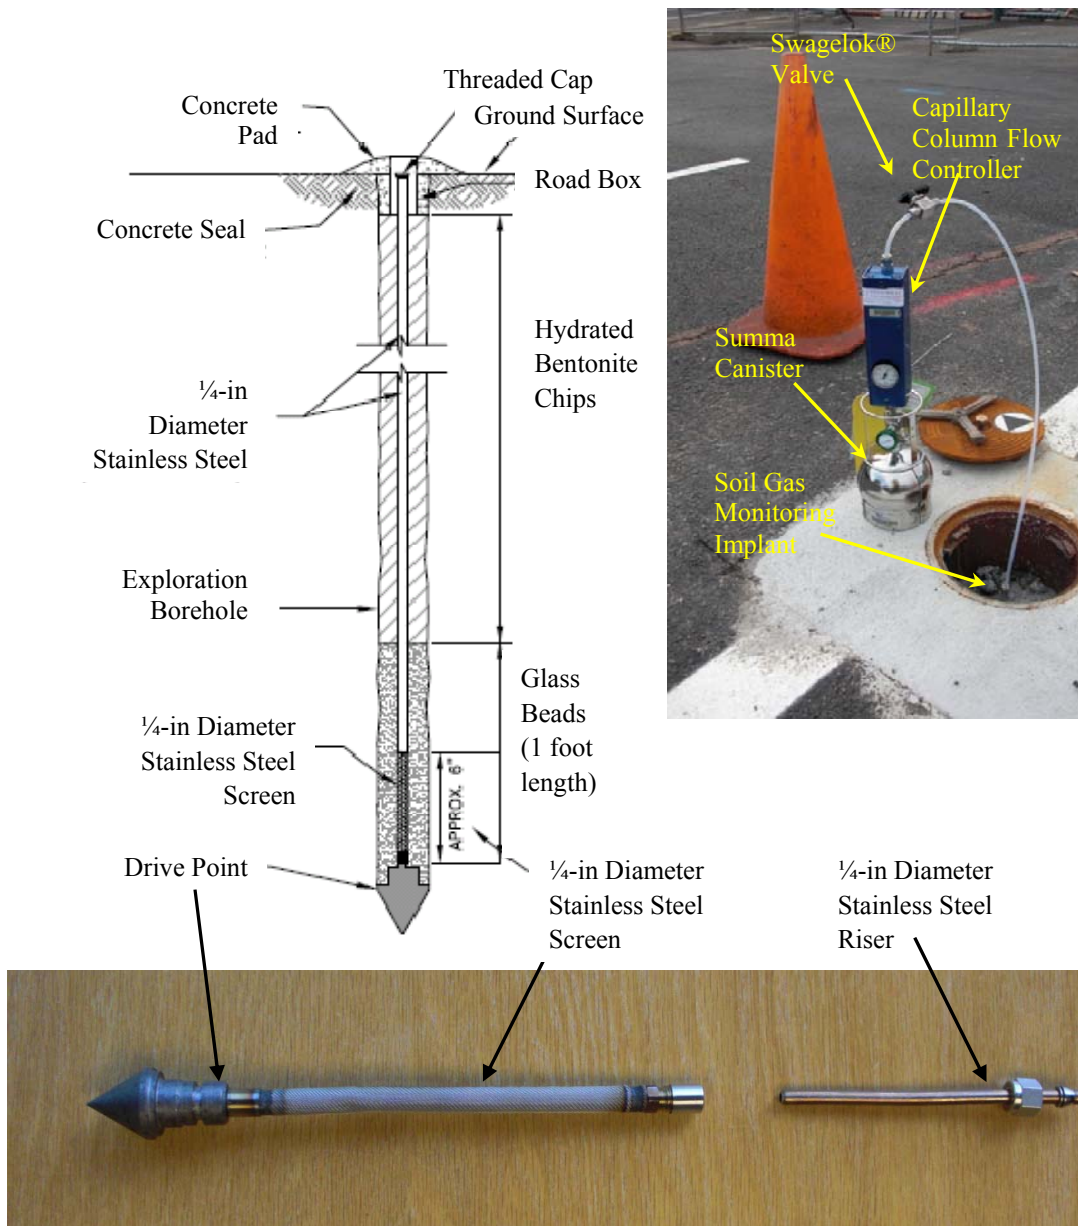 Threaded Cap
Ground Surface
Concrete
Pad
Road Box
Concrete Seal
Hydrated
Bentonite
Chips
¼-in
Diameter
Stainless Steel
Exploration
Borehole
Glass
Beads
(1 foot
length)
¼-in Diameter
Stainless Steel
Screen
APPROX. 6"
Drive Point
¼-in Diameter
Stainless Steel
Screen
¼-in Diameter
Stainless Steel
Riser
Swagelok®
Valve
Capillary
Column Flow
Controller
Summa
Canister
Soil Gas
Monitoring
Implant